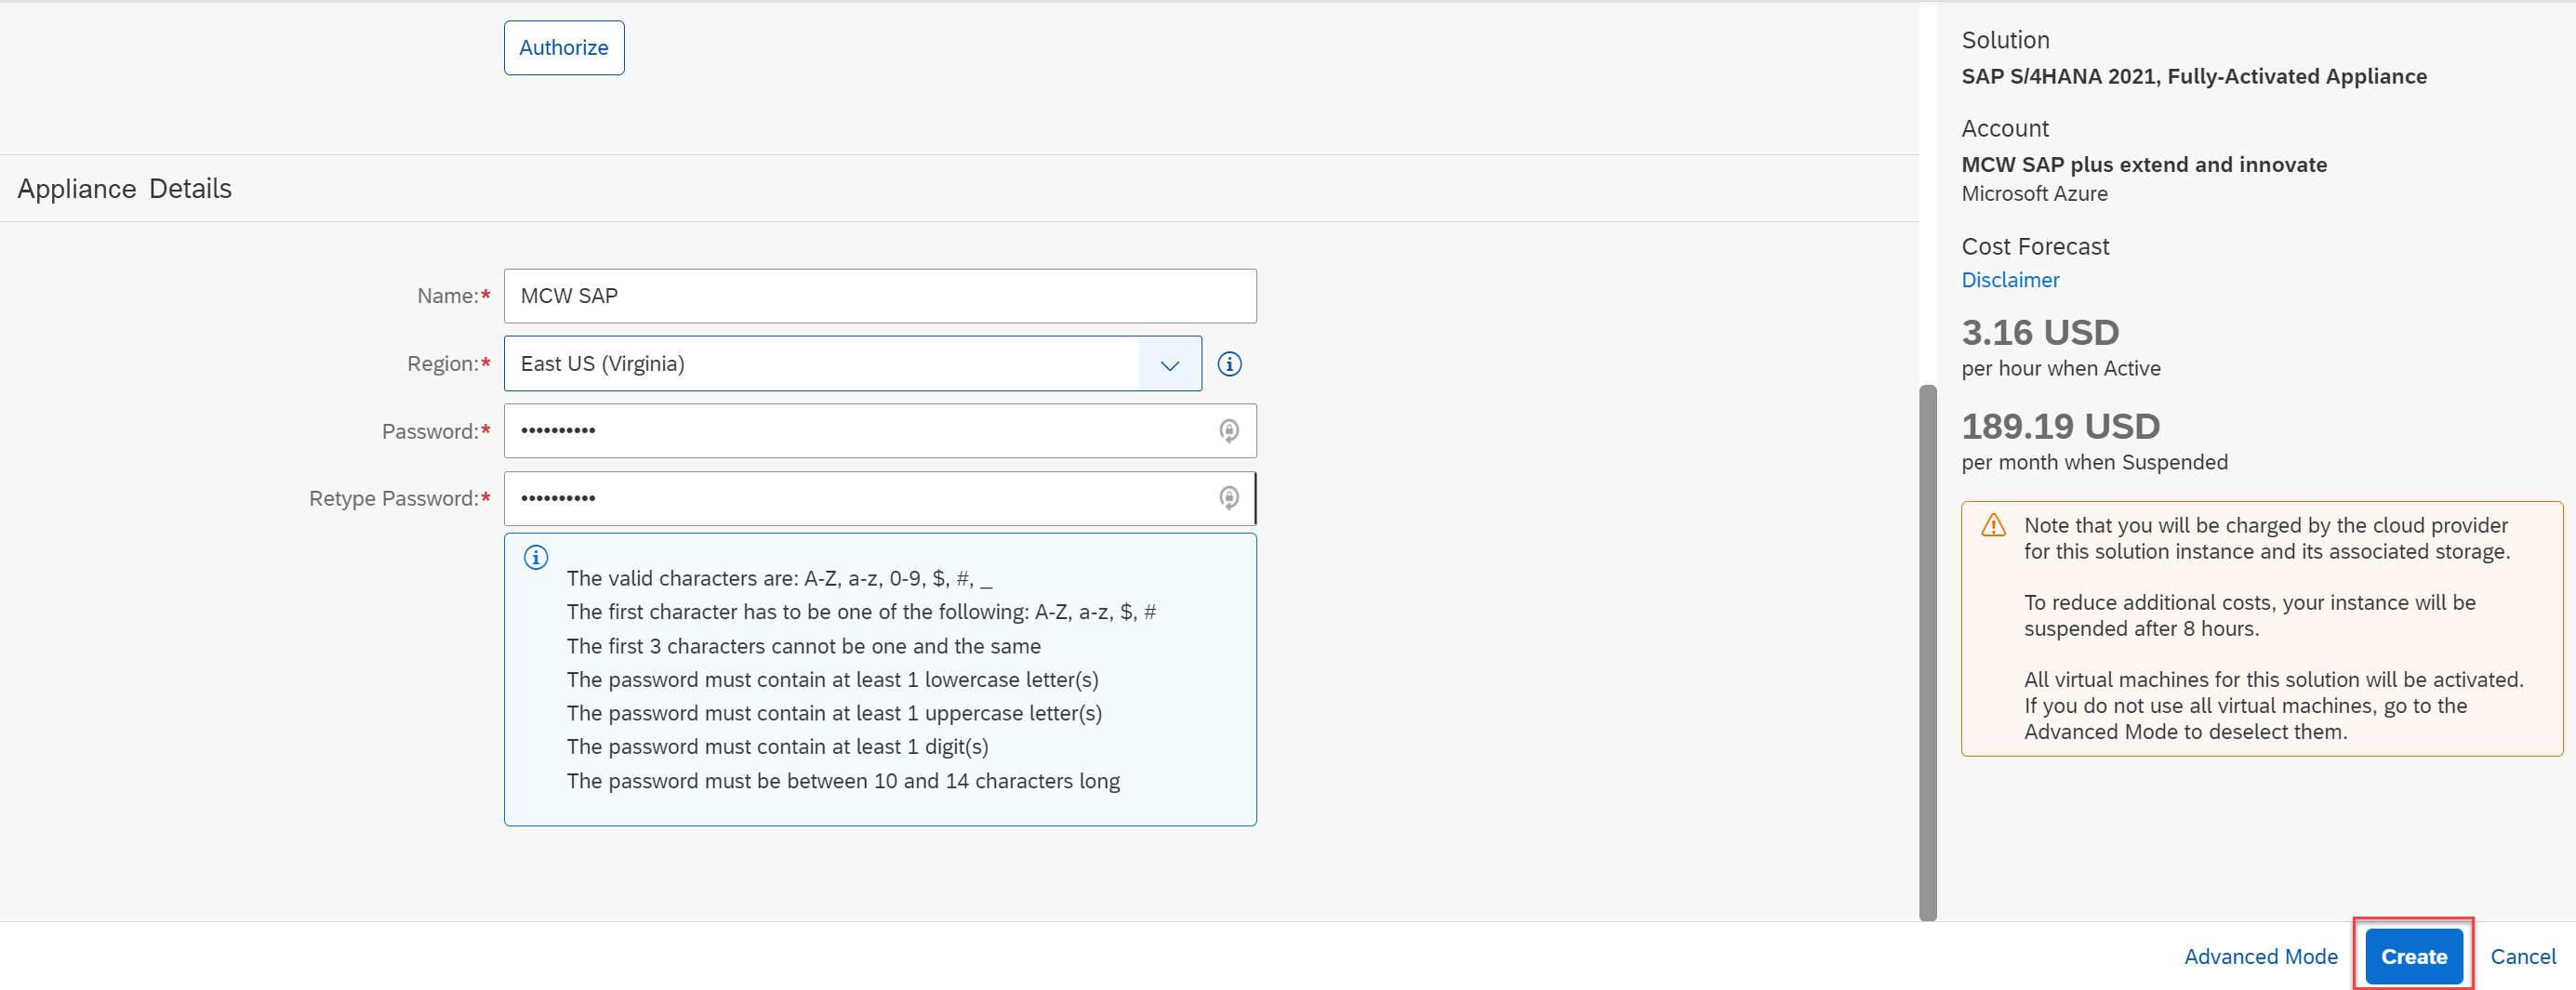 Authorize
Appliance Details
Name:*
MCW SAP
Region:*
East US (Virginia)
Password:*
••••••••••
Retype Password:*
••••••••••
The valid characters are: A-Z, a-z, 0-9, $, #, _
The first character has to be one of the following: A-Z, a-z, $, #
The first 3 characters cannot be one and the same
The password must contain at least 1 lowercase letter(s)
The password must contain at least 1 uppercase letter(s)
The password must contain at least 1 digit(s)
The password must be between 10 and 14 characters long
Solution
SAP S/4HANA 2021, Fully-Activated Appliance
Account
MCW SAP plus extend and innovate
Microsoft Azure
Cost Forecast
Disclaimer
3.16 USD
per hour when Active
189.19 USD
per month when Suspended
Note that you will be charged by the cloud provider
for this solution instance and its associated storage.
To reduce additional costs, your instance will be
suspended after 8 hours.
All virtual machines for this solution will be activated.
If you do not use all virtual machines, go to the
Advanced Mode to deselect them.
Advanced Mode
Create
Cancel